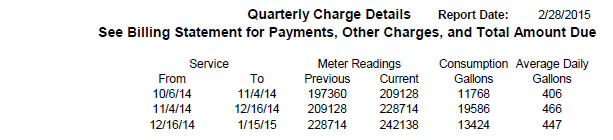 Quarterly Charge Details Report Date: 2/28/2015
See Billing Statement for Payments, Other Charges, and Total Amount Due
Service Meter Readings Consumption Average Daily
From To Previous Current Gallons Gallons
10/6/14 11/4/14 197360 209128 11768 406
11/4/14 12/16/14 209128 228714 19586 466
12/16/14 1/15/15 228714 242138 13424 447